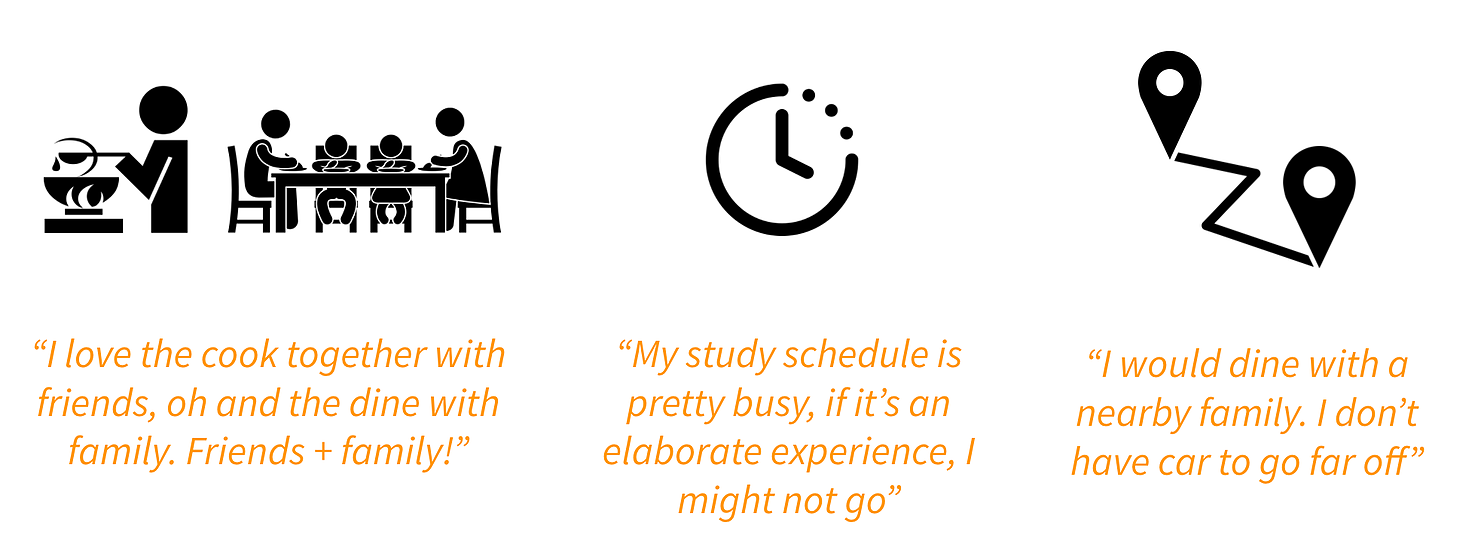 “I love the cook together with
friends, oh and the dine with
family. Friends + family!”
“My study schedule is
pretty busy, if it’s an
elaborate experience, I
might not go”
“I would dine with a
nearby family. I don’t
have car to go far off”